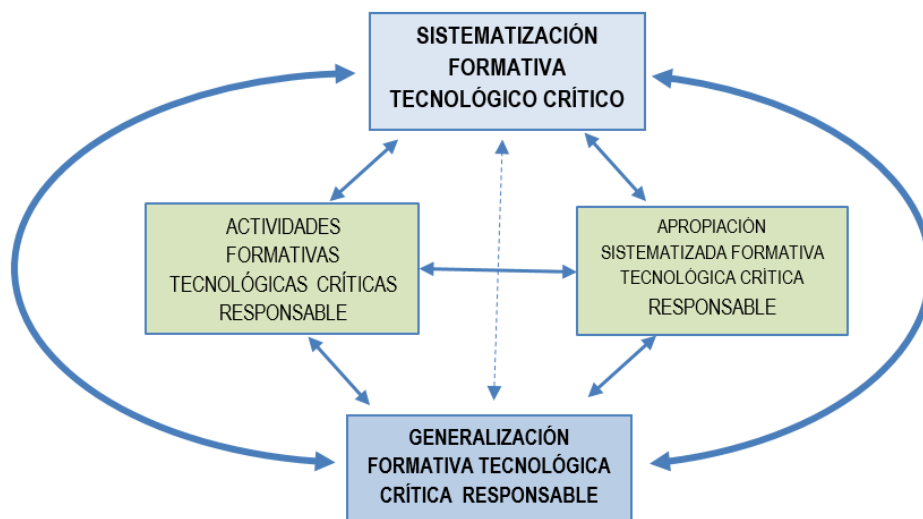 SISTEMATIZACIÓN
FORMATIVA
TECNOLÓGICO CRÍTICO
ACTIVIDADES
FORMATIVAS
TECNOLÓGICAS CRÍTICAS
RESPONSABLE
APROPIACIÓN
SISTEMATIZADA FORMATIVA
TECNOLÓGICA CRÍTICA
RESPONSABLE
GENERALIZACIÓN
FORMATIVA TECNOLÓGICA
CRÍTICA RESPONSABLE